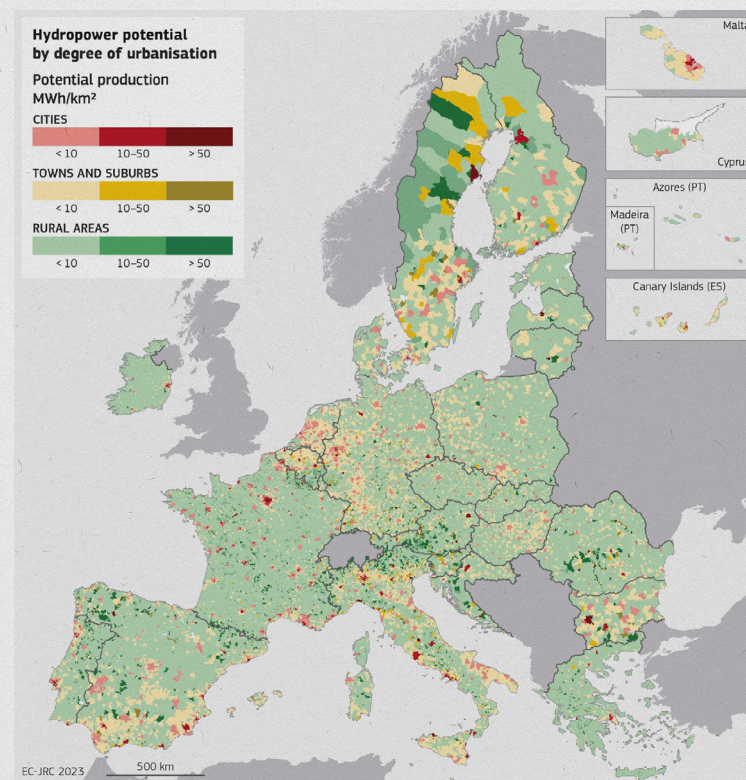 Hydropower potential
by degree of urbanisation
Potential production
MWh/km²
CITIES
< 10 10–50 > 50
TOWNS AND SUBURBS
< 10 10–50 > 50
RURAL AREAS
< 10 10–50 > 50
Malta
Cyprus
Azores (PT)
Madeira
(PT)
Canary Islands (ES)
EC-JRC 2023
500 km